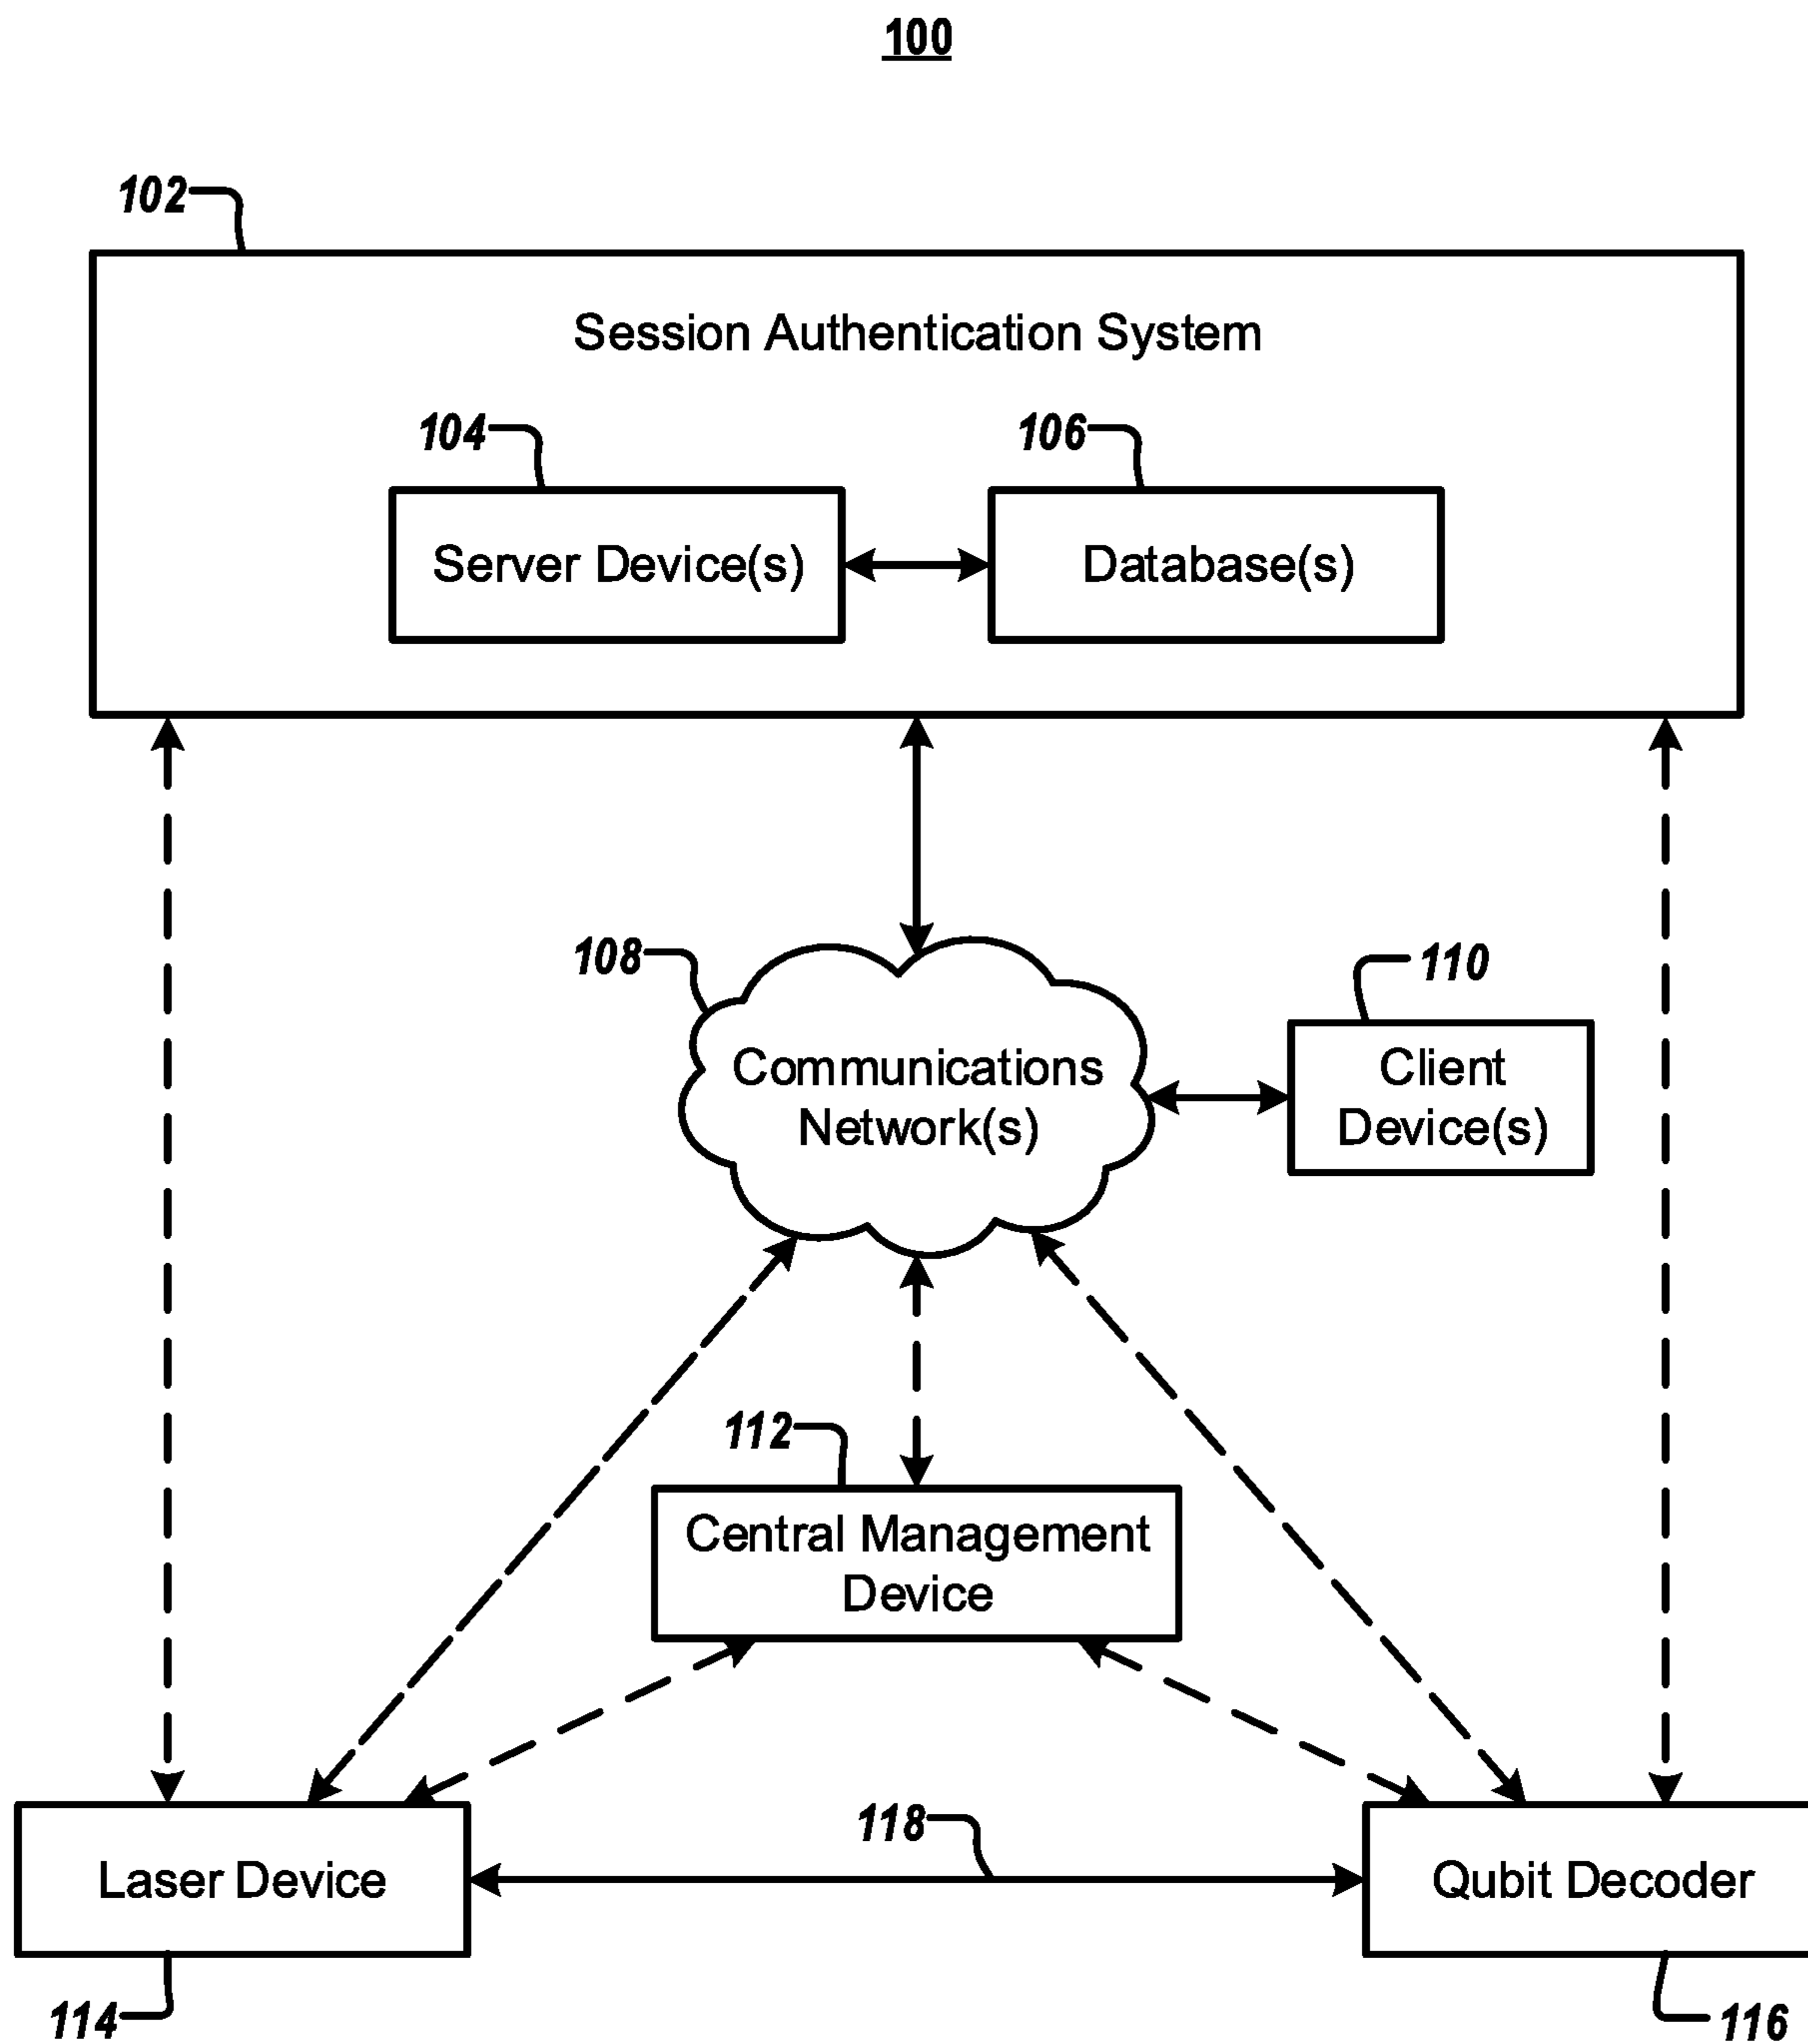 100
102
Session Authentication System
104
106
Server Device(s)
Database(s)
108
110
Communications
Network(s)
Client
Device(s)
112
Central Management
Device
118
Laser Device
Qubit Decoder
114
116